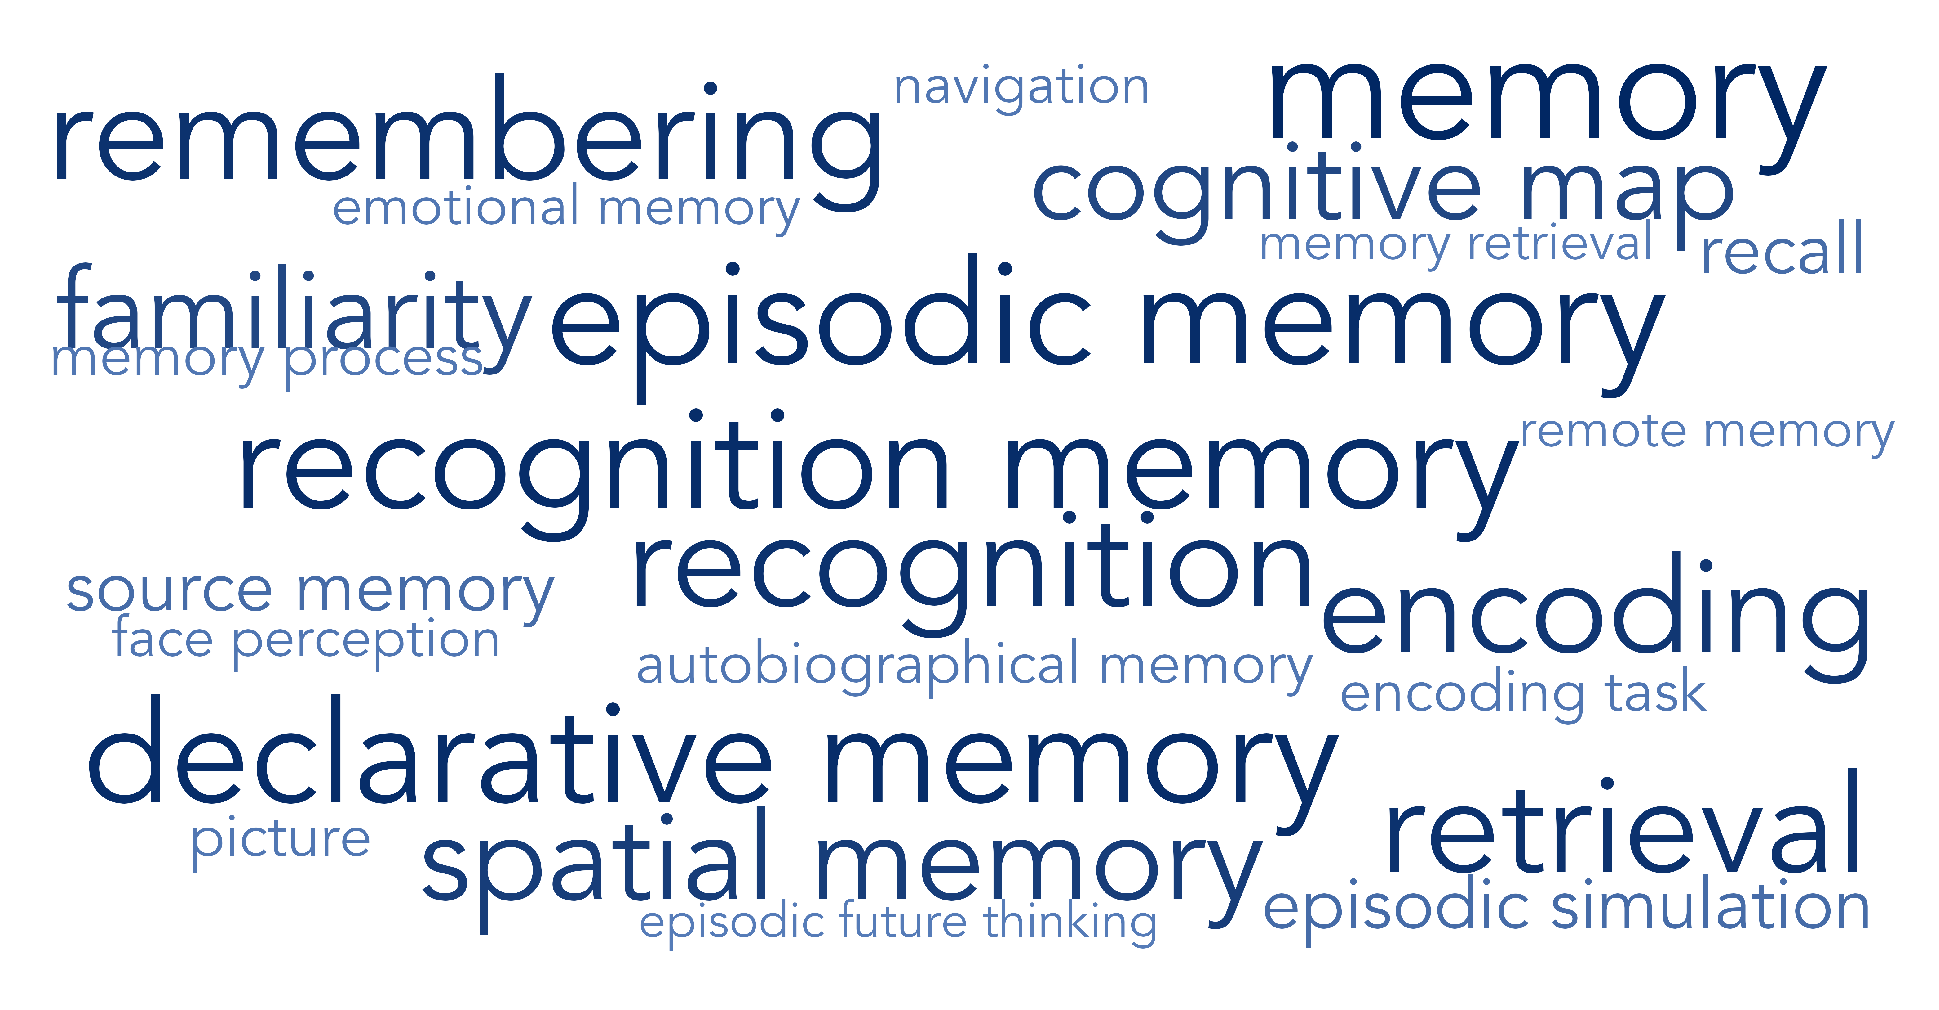 remembering
navigation
memory
emotional memory
cognitive map
memory retrieval
recall
familiarity
episodic memory
memory process
recognition memory
remote memory
recognition
source memory
encoding
face perception
autobiographical memory
encoding task
declarative memory
retrieval
picture
spatial memory
episodic simulation
episodic future thinking